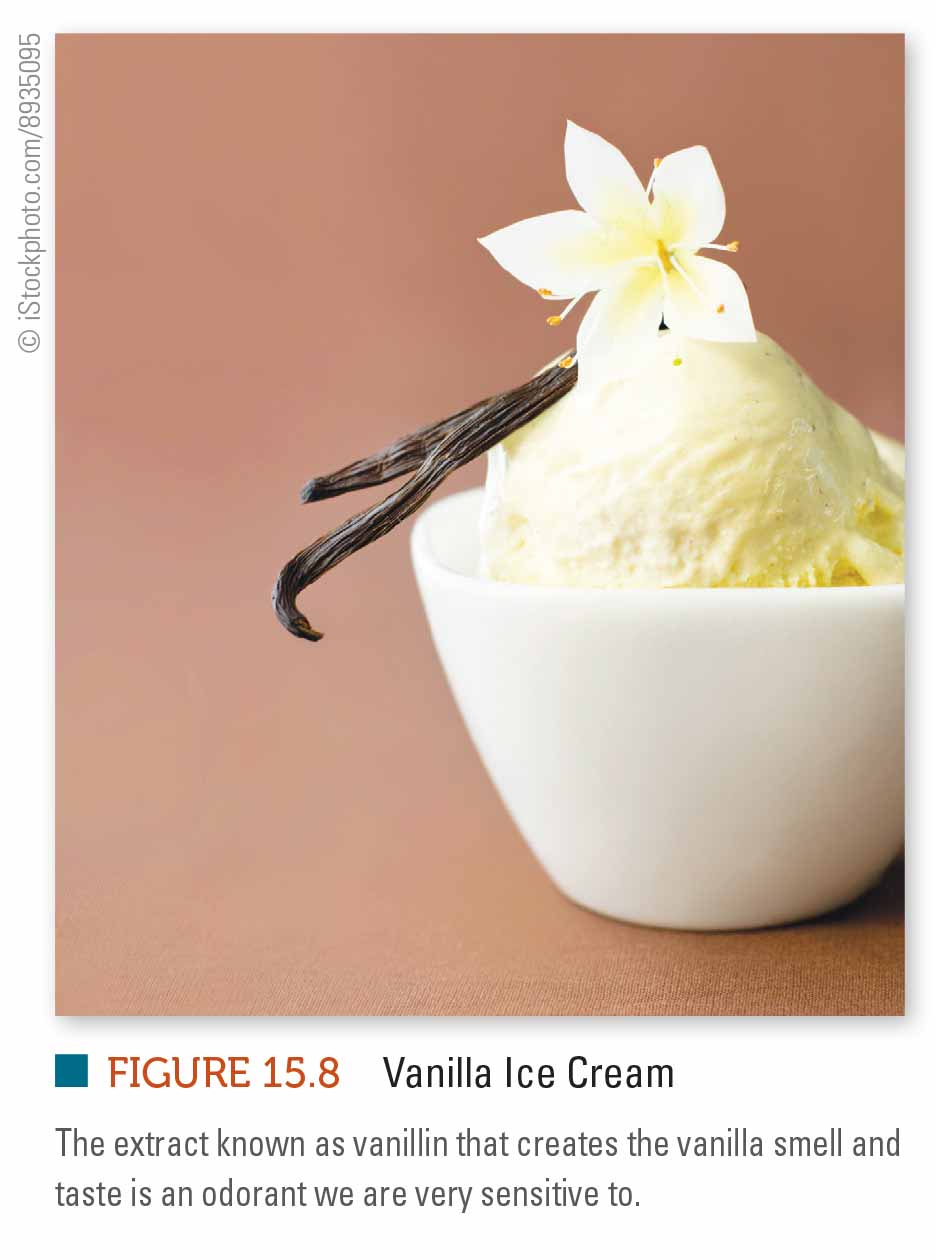 © iStockphoto.com/8935095
FIGURE 15.8 Vanilla Ice Cream
The extract known as vanillin that creates the vanilla smell and
taste is an odorant we are very sensitive to.